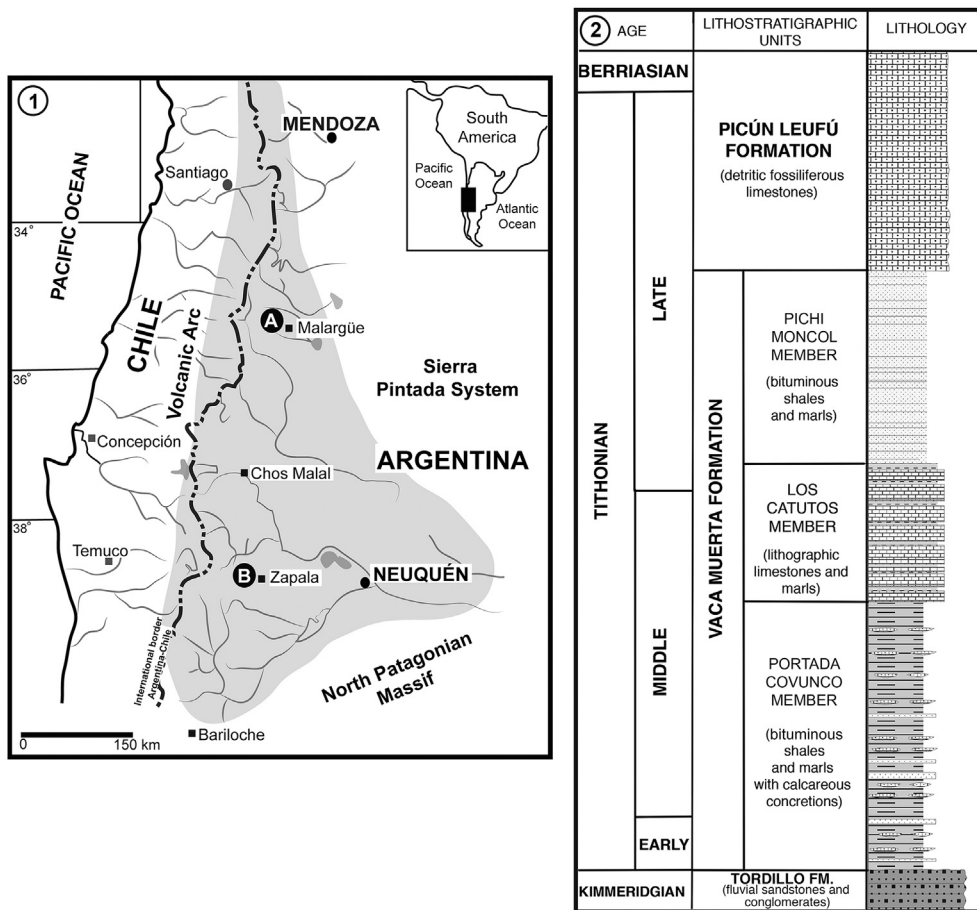 1
MENDOZA
South
America
Santiago
Pacific
Ocean
Atlantic
Ocean
PACIFIC OCEAN
34°
CHILE
Volcanic Arc
A
Malargüe
Sierra
Pintada System
36°
Concepción
ARGENTINA
Chos Malal
38°
Temuco
B
Zapala
NEUQUÉN
International border
Argentina-Chile
North Patagonian
Massif
0
150 km
Bariloche
2 AGE
LITHOSTRATIGRAPHIC
UNITS
LITHOLOGY
BERRIASIAN
PICÚN LEUFÚ
FORMATION
(detritic fossiliferous
limestones)
TITHONIAN
LATE
MIDDLE
EARLY
VACA MUERTA FORMATION
PICHI
MONCOL
MEMBER
(bituminous
shales
and marls)
LOS
CATUTOS
MEMBER
(lithographic
limestones and
marls)
PORTADA
COVUNCO
MEMBER
(bituminous
shales
and marls
with calcareous
concretions)
KIMMERIDGIAN
TORDILLO FM.
(fluvial sandstones and
conglomerates)